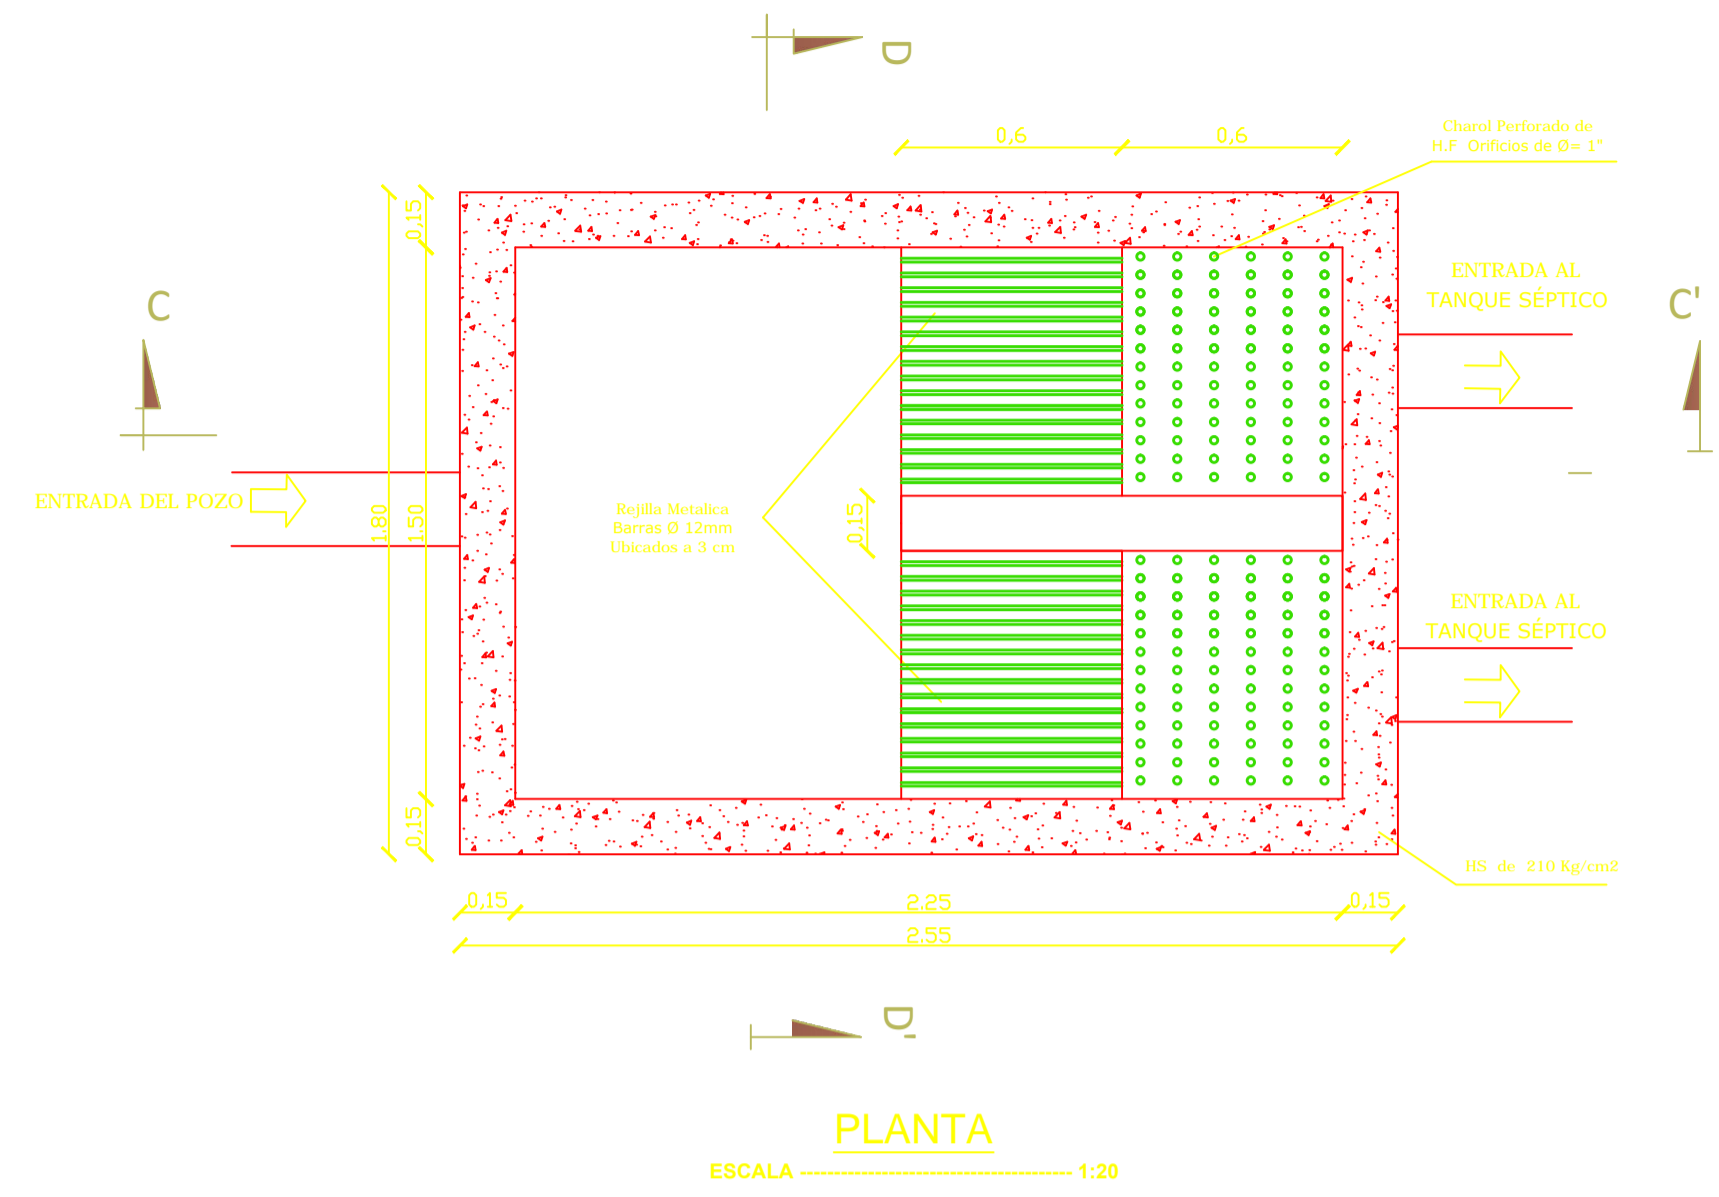 D
0,6
0,6
Charol Perforado de
H.F Orificios de Ø= 1"
0,15
ENTRADA AL
TANQUE SÉPTICO
C
C'
ENTRADA DEL POZO
1.80
1.50
Rejilla Metalica
Barras Ø 12mm
Ubicados a 3 cm
0,15
ENTRADA AL
TANQUE SÉPTICO
0,15
HS de 210 Kg/cm2
0,15
2.25
0,15
2.55
D'
PLANTA
ESCALA ---------------------------------------- 1:20